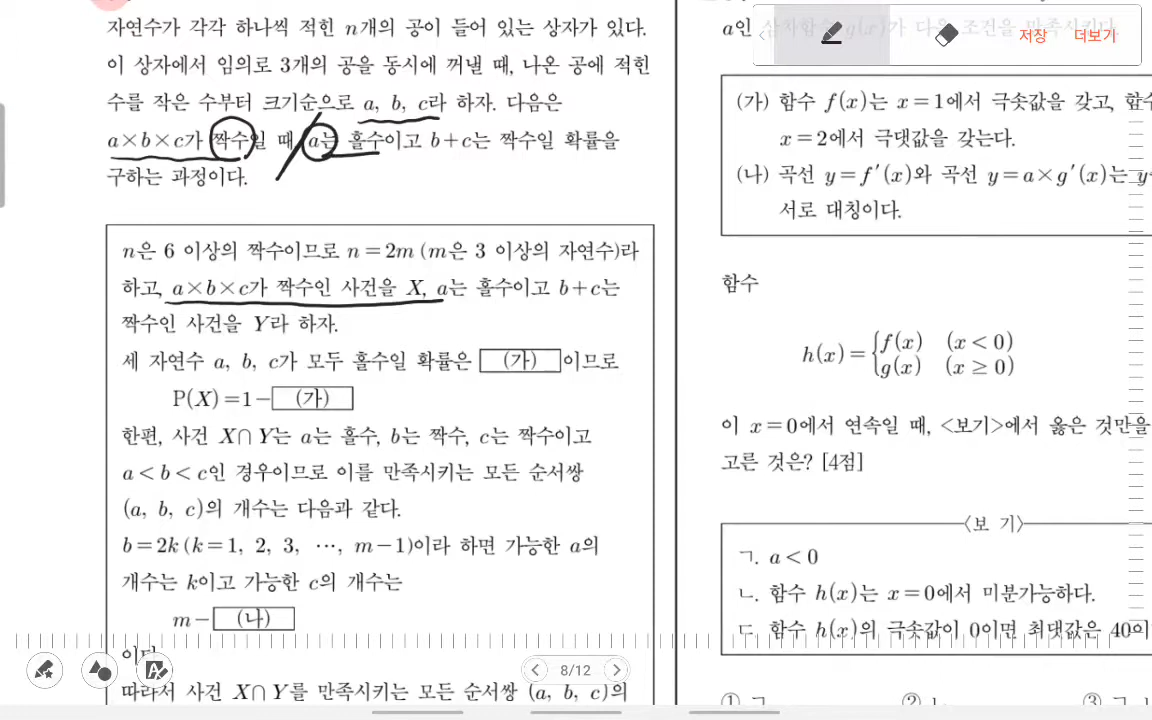 자연수가 각각 하나씩 적힌 n개의 공이 들어 있는 상자가 있다.
이 상자에서 임의로 3개의 공을 동시에 꺼낼 때, 나온 공에 적힌
수를 작은 수부터 크기순으로 a, b, c라 하자. 다음은
a×b×c가 짝수일 때 a는 홀수이고 b+c는 짝수일 확률을
구하는 과정이다.
n은 6 이상의 짝수이므로 n=2m (m은 3 이상의 자연수)라
하고, a×b×c가 짝수인 사건을 X, a는 홀수이고 b+c는
짝수인 사건을 Y라 하자.
세 자연수 a, b, c가 모두 홀수일 확률은 (가) 이므로
P(X)=1- (가)
한편, 사건 X∩Y는 a는 홀수, b는 짝수, c는 짝수이고
a<b<c인 경우이므로 이를 만족시키는 모든 순서쌍
(a, b, c)의 개수는 다음과 같다.
b=2k (k=1, 2, 3, ⋯, m-1)이라 하면 가능한 a의
개수는 k이고 가능한 c의 개수는
m- (나)
이다.
따라서 사건 X∩Y를 만족시키는 모든 순서쌍 (a, b, c)의
8/12
저장 더보기
a인 삼차함수 g(x)가 다음 조건을 만족시킨다.
(가) 함수 f(x)는 x=1에서 극솟값을 갖고, 함수
x=2에서 극댓값을 갖는다.
(나) 곡선 y=f′(x)와 곡선 y=a×g′(x)는 y
서로 대칭이다.
함수
h(x)={f(x) (x<0)
g(x) (x≥0)
이 x=0에서 연속일 때, <보기>에서 옳은 것만을
고른 것은? [4점]
<보 기>
ㄱ. a<0
ㄴ. 함수 h(x)는 x=0에서 미분가능하다.
ㄷ. 함수 h(x)의 극솟값이 0이면 최댓값은 40이
① ㄱ ② ㄴ ③ ㄱ